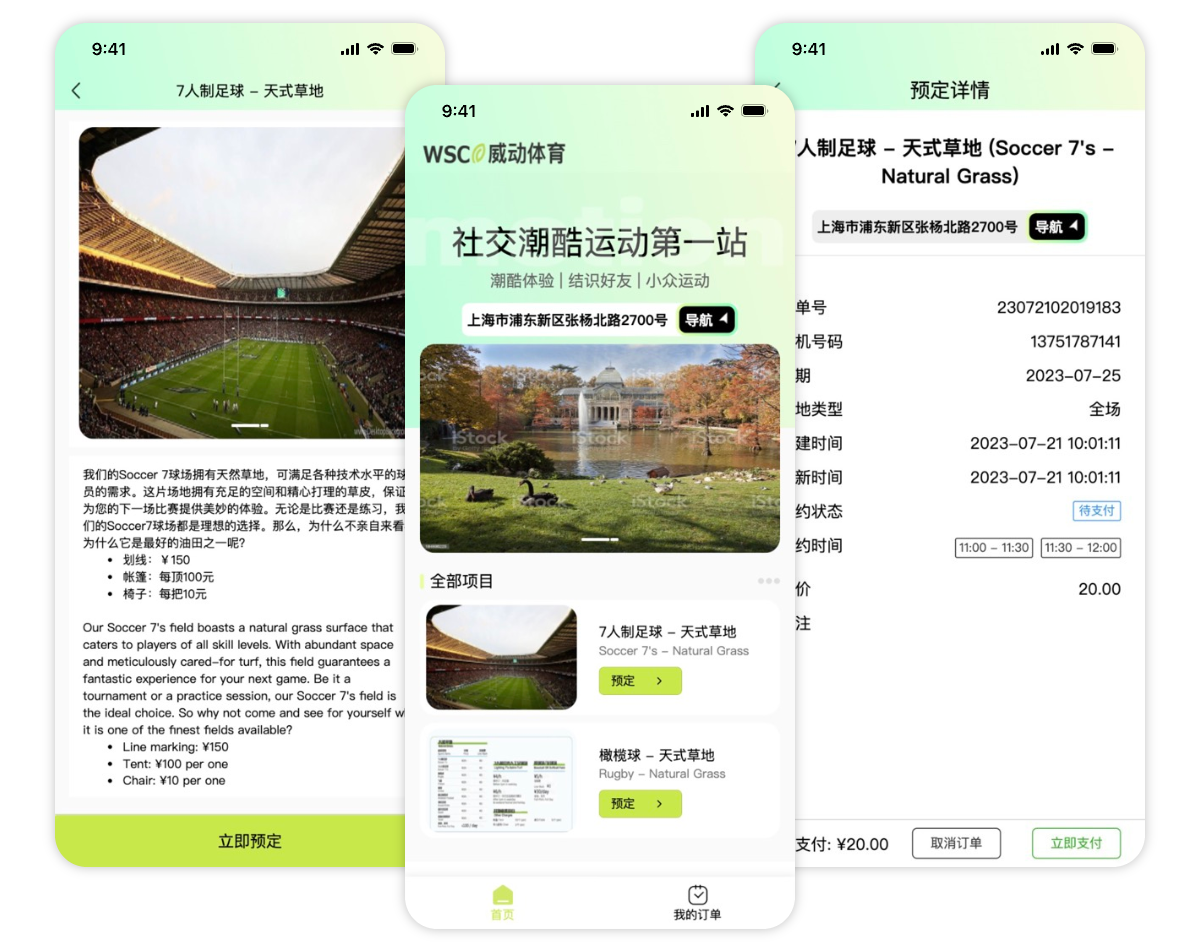 9:41
7人制足球 – 天式草地
我们的Soccer 7球场拥有天然草地，可满足各种技术水平的球
员的需求。这片场地拥有充足的空间和精心打理的草皮，保证
为您的下一场比赛提供美妙的体验。无论是比赛还是练习，我
们的Soccer7球场都是理想的选择。那么，为什么不亲自来看
为什么它是最好的油田之一呢？
• 划线：￥150
• 帐篷：每顶100元
• 椅子：每把10元
Our Soccer 7's field boasts a natural grass surface that
caters to players of all skill levels. With abundant space
and meticulously cared–for turf, this field guarantees a
fantastic experience for your next game. Be it a
tournament or a practice session, our Soccer 7's field is
the ideal choice. So why not come and see for yourself w
it is one of the finest fields available?
• Line marking: ¥150
• Tent: ¥100 per one
• Chair: ¥10 per one
立即预定
9:41
WSC 威动体育
motion
社交潮酷运动第一站
潮酷体验 | 结识好友 | 小众运动
上海市浦东新区张杨北路2700号 导航
iStock
iStock
iStock
iStock
iStock
全部项目
7人制足球 – 天式草地
Soccer 7's – Natural Grass
预定 >
橄榄球 – 天式草地
Rugby – Natural Grass
预定 >
首页
我的订单
9:41
预定详情
7人制足球 – 天式草地 (Soccer 7's –
Natural Grass)
上海市浦东新区张杨北路2700号 导航
单号 23072102019183
机号码 13751787141
期 2023–07–25
地类型 全场
建时间 2023–07–21 10:01:11
新时间 2023–07–21 10:01:11
约状态 待支付
约时间 11:00 – 11:30 11:30 – 12:00
价 20.00
注
支付: ¥20.00 取消订单 立即支付